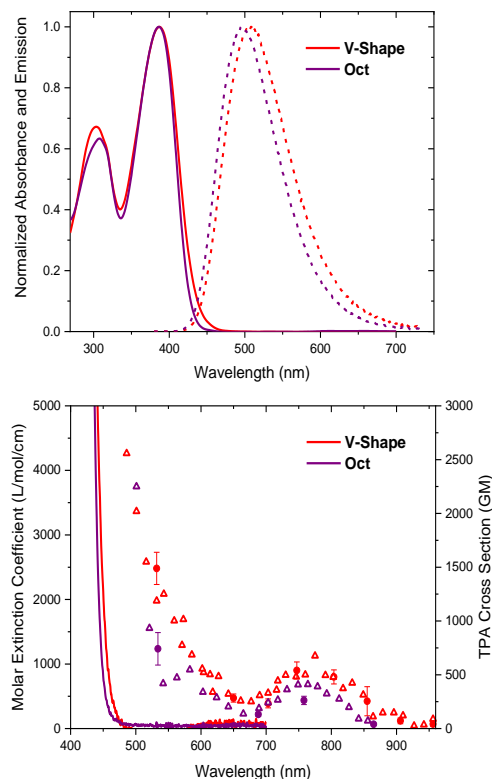 Normalized Absorbance and Emission
1.0
0.8
0.6
0.4
0.2
0.0
V-Shape
Oct
300 400 500 600 700
Wavelength (nm)
Molar Extinction Coefficient (L/mol/cm)
5000
4000
3000
2000
1000
0
V-Shape
Oct
3000
2500
2000
1500
1000
500
0
TPA Cross Section (GM)
400 500 600 700 800 900
Wavelength (nm)